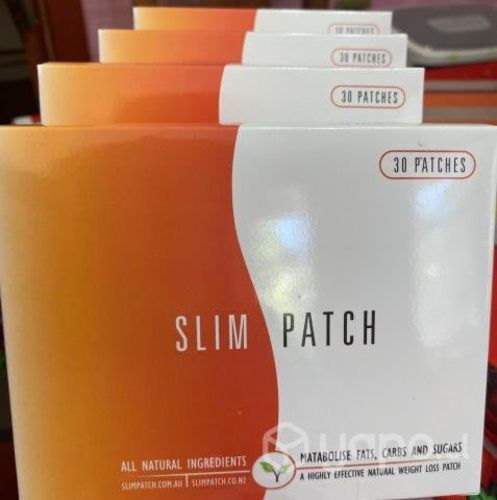 30 PATCHES
30 PATCHES
30 PATCHES
30 PATCHES
SLIM PATCH
ALL NATURAL INGREDIENTS
SLIMPATCH.COM.AU | SLIMPATCH.CO.NZ
MATABOLISE FATS, CARBS AND SUGARS
A HIGHLY EFFECTIVE NATURAL WEIGHT LOSS PATCH